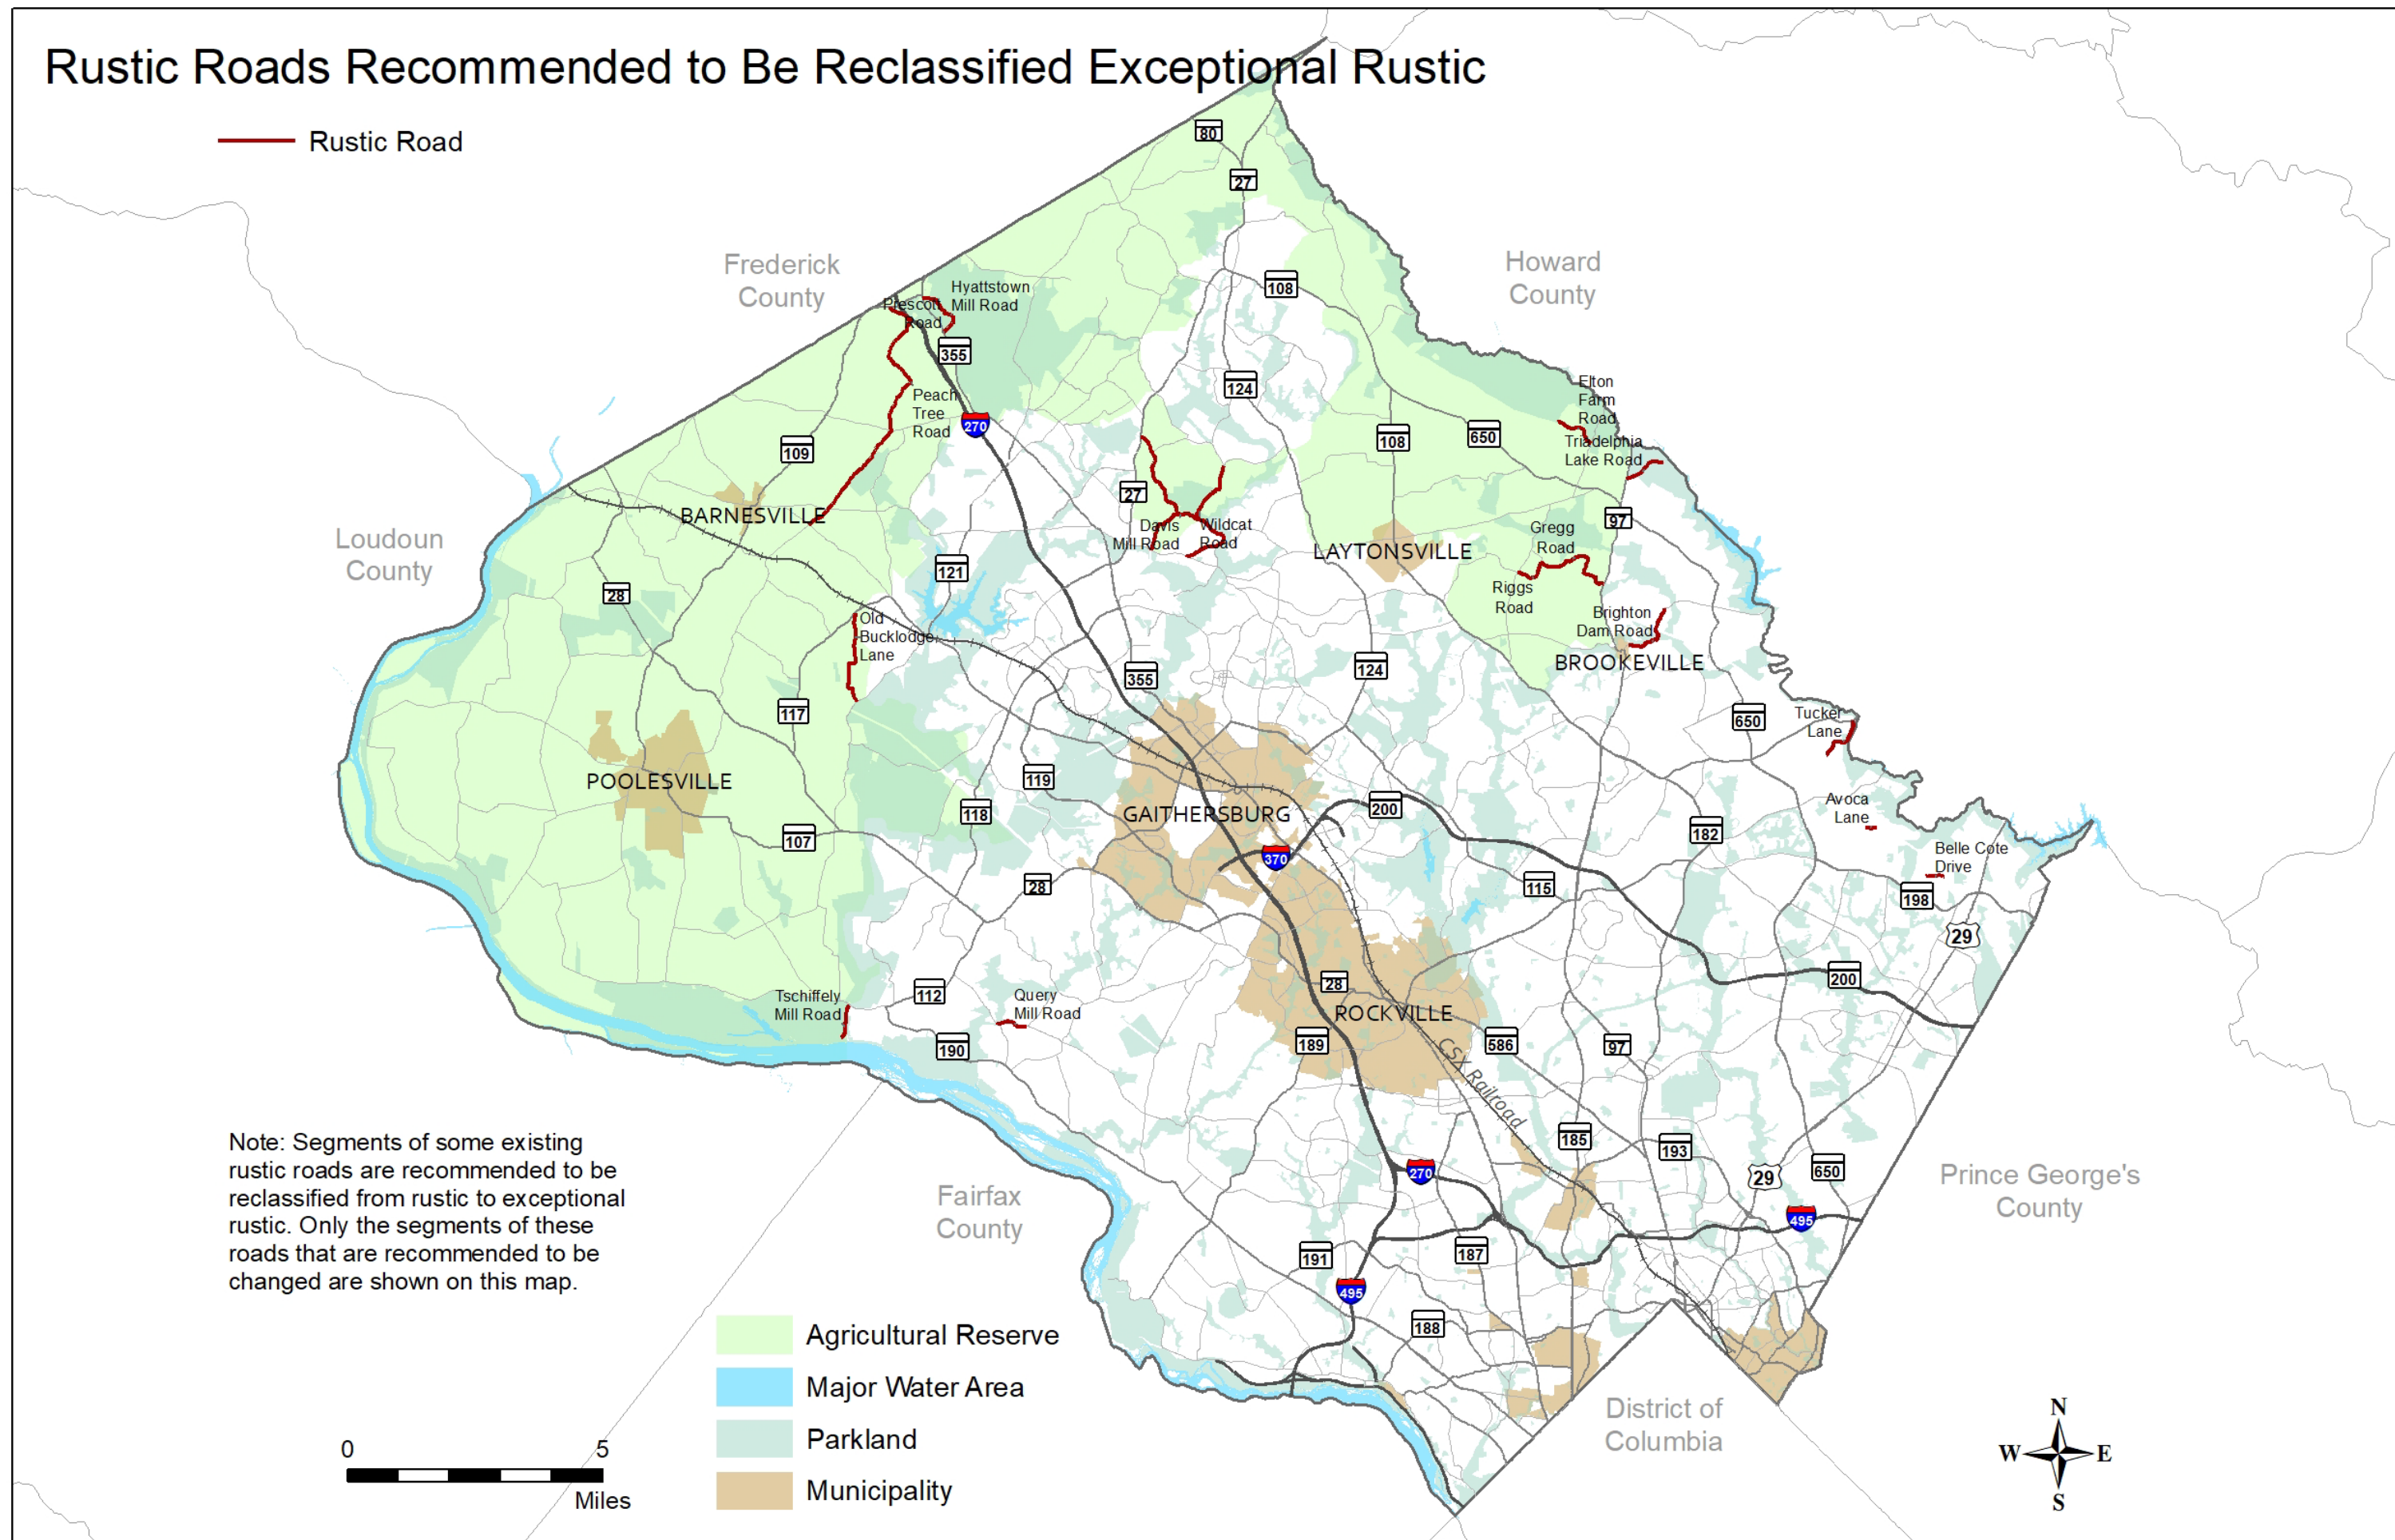 Rustic Roads Recommended to Be Reclassified Exceptional Rustic
Rustic Road
80
27
Frederick
County
Howard
County
108
Hyattstown
Mill Road
Prescott
Road
355
124
Elton
Farm
Road
Peach
Tree
Road
270
109
108
650
Triadelphia
Lake Road
27
BARNESVILLE
97
Davis
Mill Road
Wildcat
Road
Gregg
Road
Loudoun
County
LAYTONSVILLE
121
28
Riggs
Road
Old
Bucklodge
Lane
Brighton
Dam Road
BROOKEVILLE
355
124
117
650
Tucker
Lane
POOLESVILLE
119
118
GAITHERSBURG
200
Avoca
Lane
107
182
370
Belle Cote
Drive
28
115
198
29
Tschiffely
Mill Road
112
Query
Mill Road
28
200
ROCKVILLE
190
189
586
97
CSX Railroad
Note: Segments of some existing
rustic roads are recommended to be
reclassified from rustic to exceptional
rustic. Only the segments of these
roads that are recommended to be
changed are shown on this map.
185
193
270
29
650
Prince George's
County
Fairfax
County
495
191
187
495
188
Agricultural Reserve
Major Water Area
Parkland
Municipality
District of
Columbia
0
5
Miles
N
W
E
S